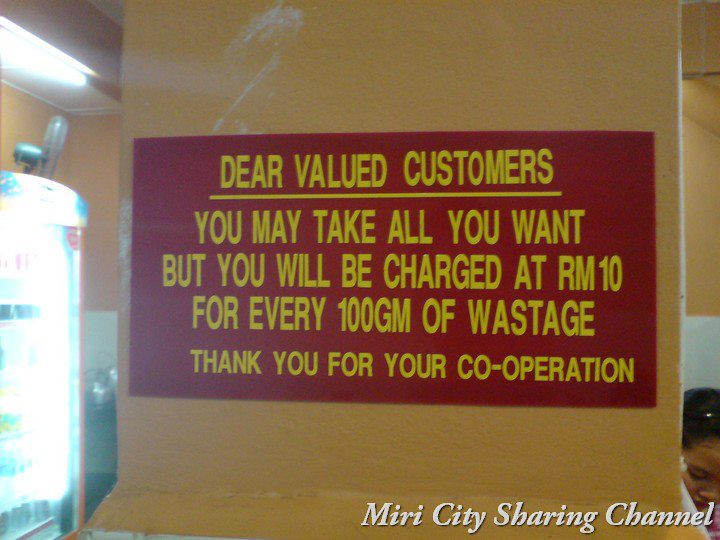 DEAR VALUED CUSTOMERS
YOU MAY TAKE ALL YOU WANT
BUT YOU WILL BE CHARGED AT RM10
FOR EVERY 100GM OF WASTAGE
THANK YOU FOR YOUR CO-OPERATION
Miri City Sharing Channel